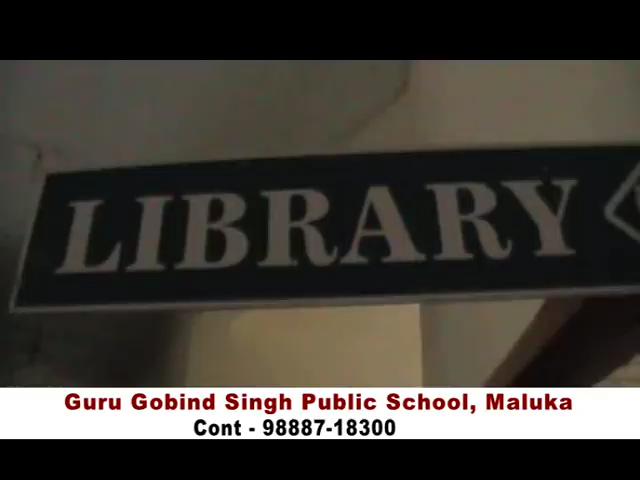 LIBRARY
Guru Gobind Singh Public School, Maluka
Cont - 98887-18300